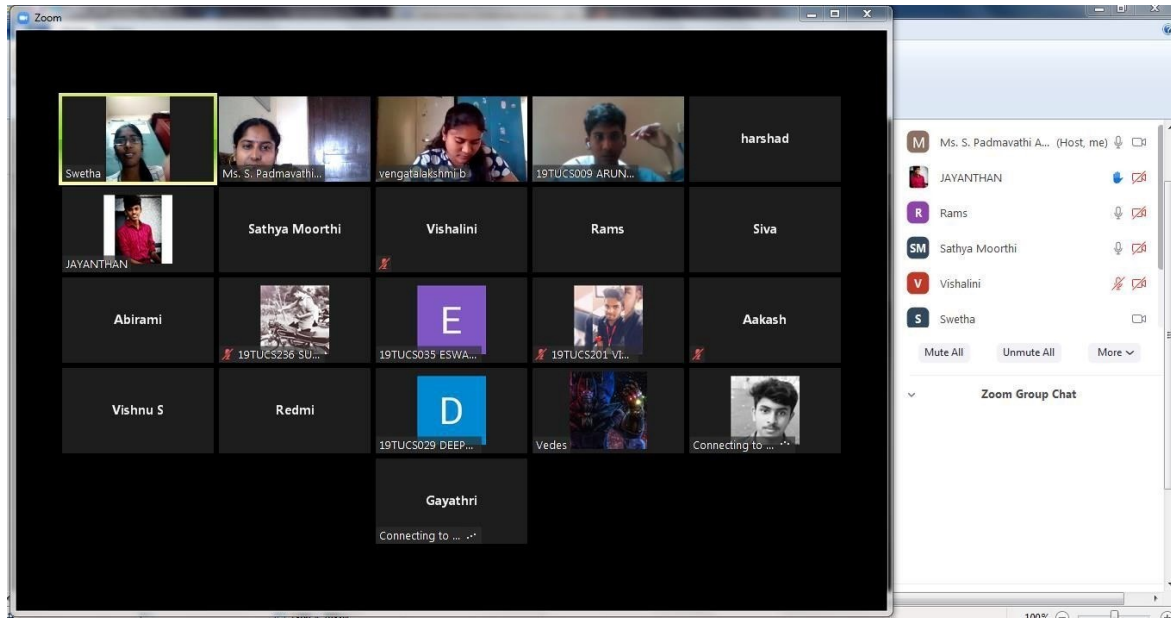 Zoom
Swetha
Ms. S. Padmavathi...
vengatalakshmi b
19TUCS009 ARUN...
harshad
JAYANTHAN
Sathya Moorthi
Vishalini
Rams
Siva
Abirami
19TUCS236 SU...
E
19TUCS035 ESWA...
19TUCS201 VI...
Aakash
Vishnu S
Redmi
D
19TUCS029 DEEP...
Vedes
Connecting to ...
Gayathri
Connecting to ...
M Ms. S. Padmavathi A... (Host, me)
JAYANTHAN
R Rams
SM Sathya Moorthi
V Vishalini
S Swetha
Mute All Unmute All More
Zoom Group Chat
100%